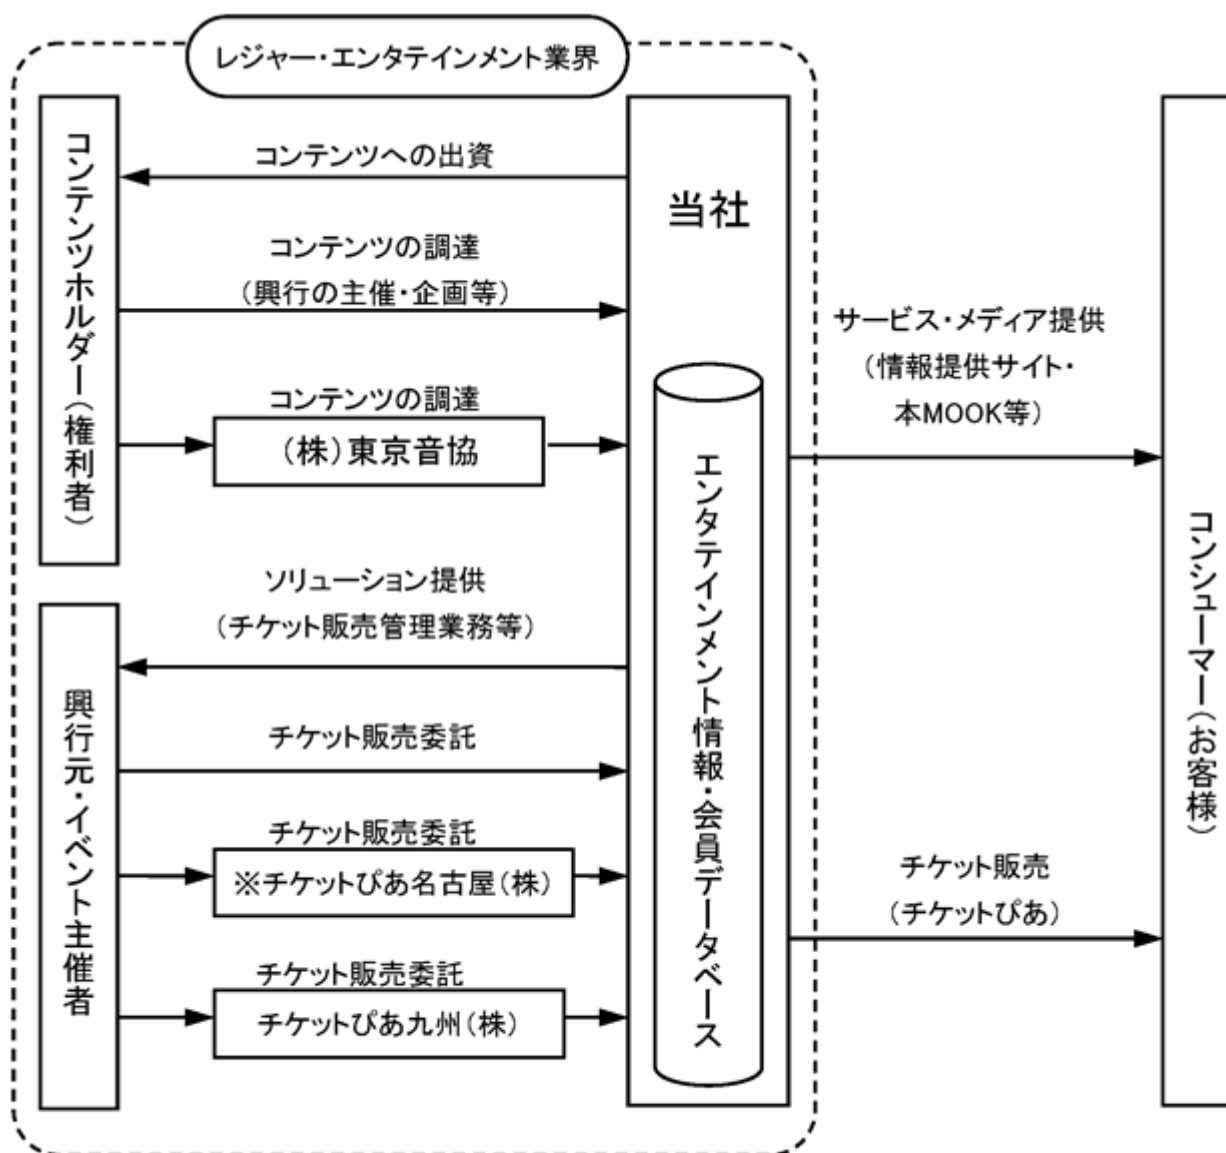 レジャー・エンタテインメント業界
コンテンツホルダー（権利者）
コンテンツへの出資
コンテンツの調達
（興行の主催・企画等）
コンテンツの調達
（株）東京音協
興行元・イベント主催者
ソリューション提供
（チケット販売管理業務等）
チケット販売委託
チケット販売委託
※チケットぴあ名古屋（株）
チケット販売委託
チケットぴあ九州（株）
当社
エンタテインメント情報・会員データベース
サービス・メディア提供
（情報提供サイト・
本MOOK等）
チケット販売
（チケットぴあ）
コンシューマー（お客様）